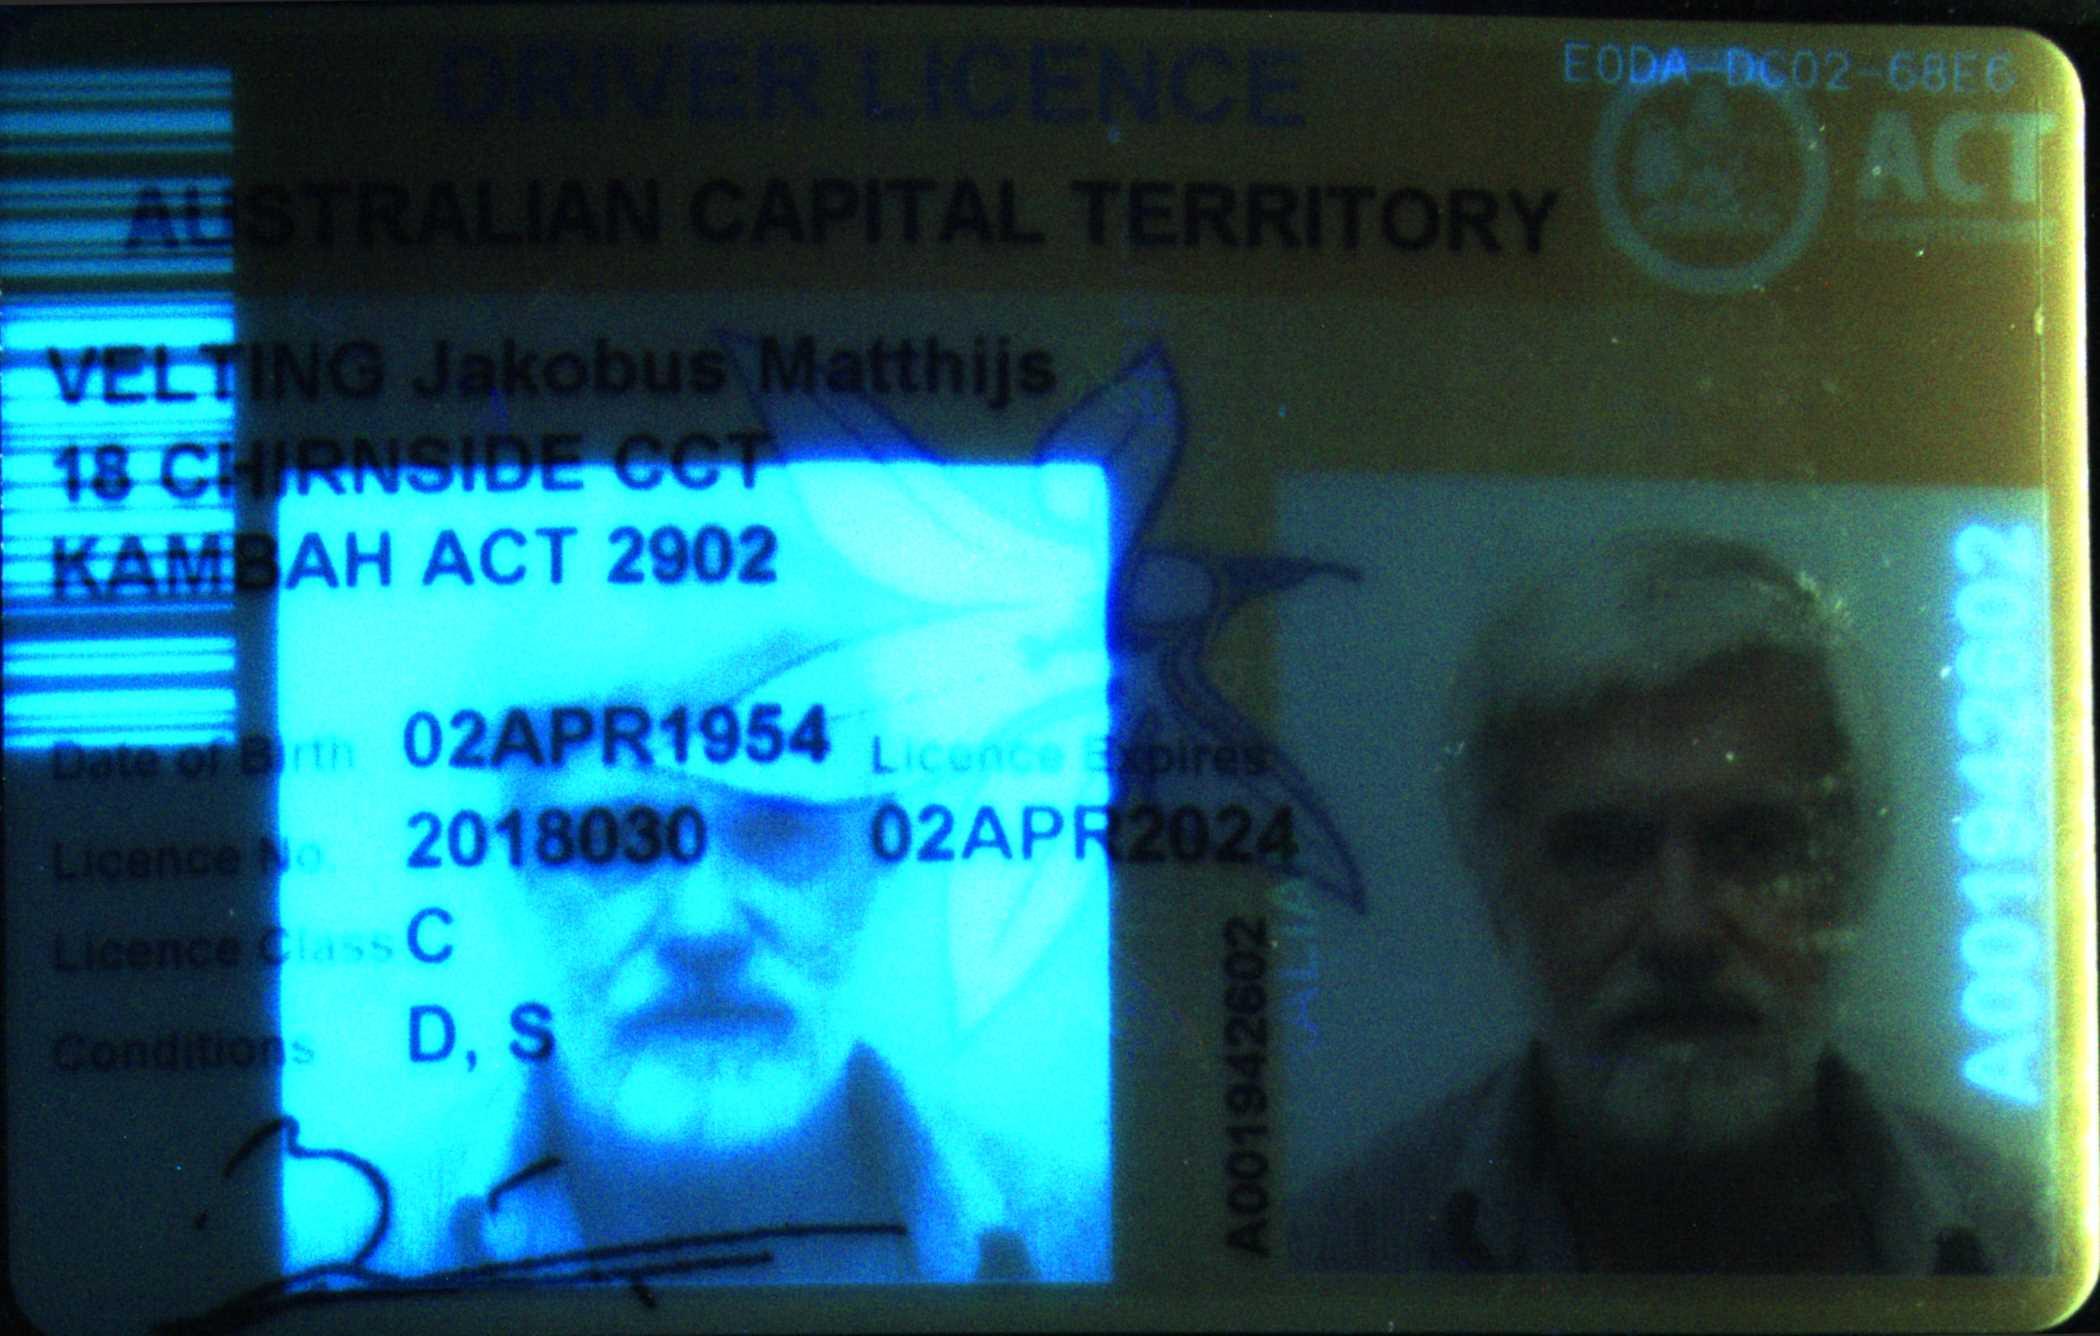 DRIVER LICENCE
E0DA-DC02-68E6
ACT
AUSTRALIAN CAPITAL TERRITORY
VELTING Jakobus Matthijs
18 CHIRNSIDE CCT
KAMBAH ACT 2902
Date of Birth 02APR1954 Licence Expires
Licence No. 2018030 02APR2024
Licence Class C
Conditions D, S
A001942602
A001942602